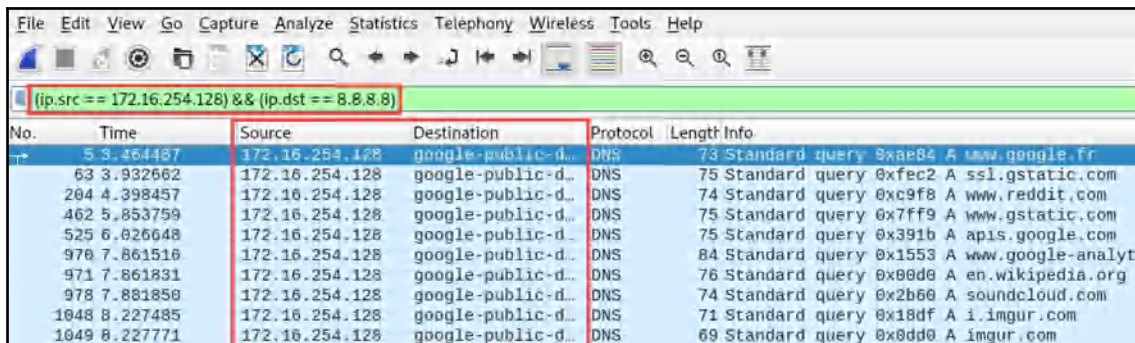 File Edit View Go Capture Analyze Statistics Telephony Wireless Tools Help
(ip.src == 172.16.254.128) && (ip.dst == 8.8.8.8)
No. Time Source Destination Protocol Length Info
5 3.464487 172.16.254.128 google-public-d… DNS 73 Standard query 0xae84 A www.google.fr
63 3.932662 172.16.254.128 google-public-d… DNS 75 Standard query 0xfec2 A ssl.gstatic.com
204 4.398457 172.16.254.128 google-public-d… DNS 74 Standard query 0xc9f8 A www.reddit.com
462 5.853759 172.16.254.128 google-public-d… DNS 75 Standard query 0x7ff9 A www.gstatic.com
525 6.026648 172.16.254.128 google-public-d… DNS 75 Standard query 0x391b A apis.google.com
970 7.861516 172.16.254.128 google-public-d… DNS 84 Standard query 0x1553 A www.google-analyt
971 7.861831 172.16.254.128 google-public-d… DNS 76 Standard query 0x00d0 A en.wikipedia.org
978 7.881850 172.16.254.128 google-public-d… DNS 74 Standard query 0x2b60 A soundcloud.com
1048 8.227485 172.16.254.128 google-public-d… DNS 71 Standard query 0x18df A i.imgur.com
1049 8.227771 172.16.254.128 google-public-d… DNS 69 Standard query 0x0dd0 A imgur.com